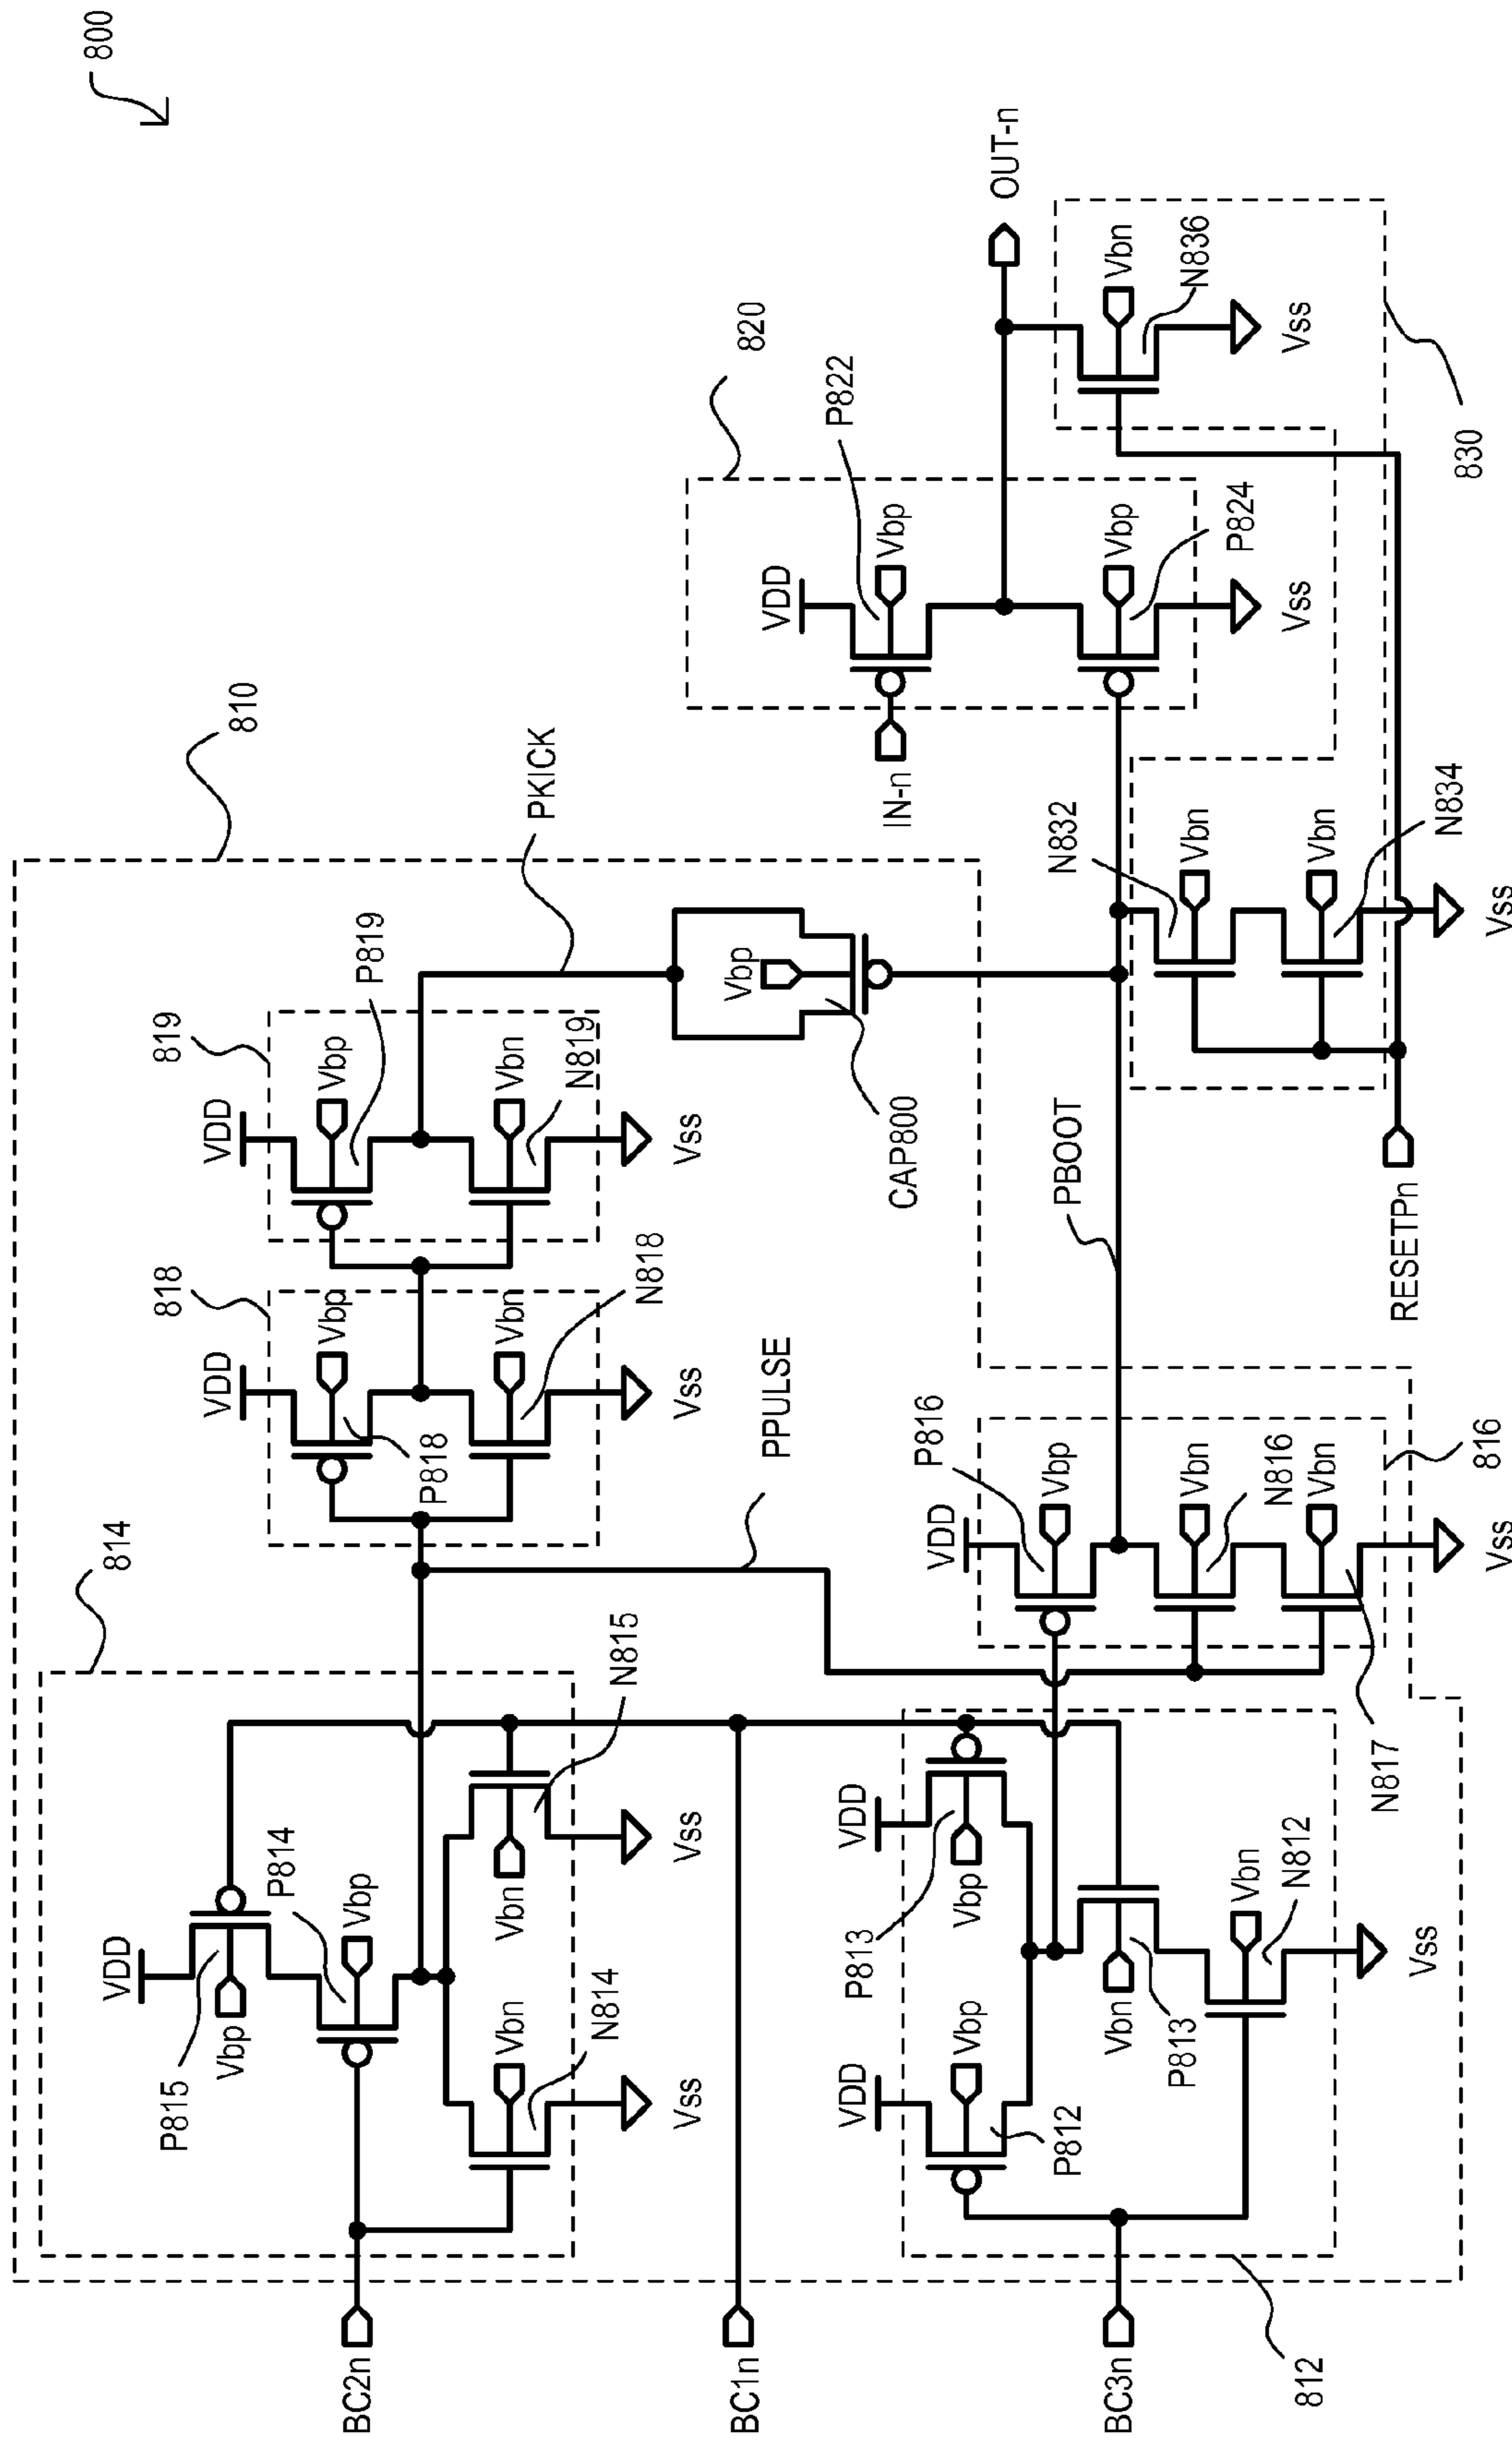 800
810
819
P819
VDD
Vbp
Vbn
N819
Vss
PKICK
Vbp
CAP800
818
VDD
Vbp
P818
Vbn
N818
Vss
814
P815
VDD
Vbp
P814
Vbp
Vbn
N814
Vss
Vbn
N815
Vss
PPULSE
BC2n
BC1n
BC3n
812
VDD
Vbp
P812
VDD
P813
Vbp
Vbn
P813
Vbn
N812
Vss
P816
VDD
Vbp
Vbn
N816
Vbn
N817
Vss
816
PBOOT
820
P822
VDD
Vbp
IN-n
Vbp
P824
Vss
OUT-n
Vbn
N836
Vss
830
N832
Vbn
Vbn
N834
Vss
RESETPn